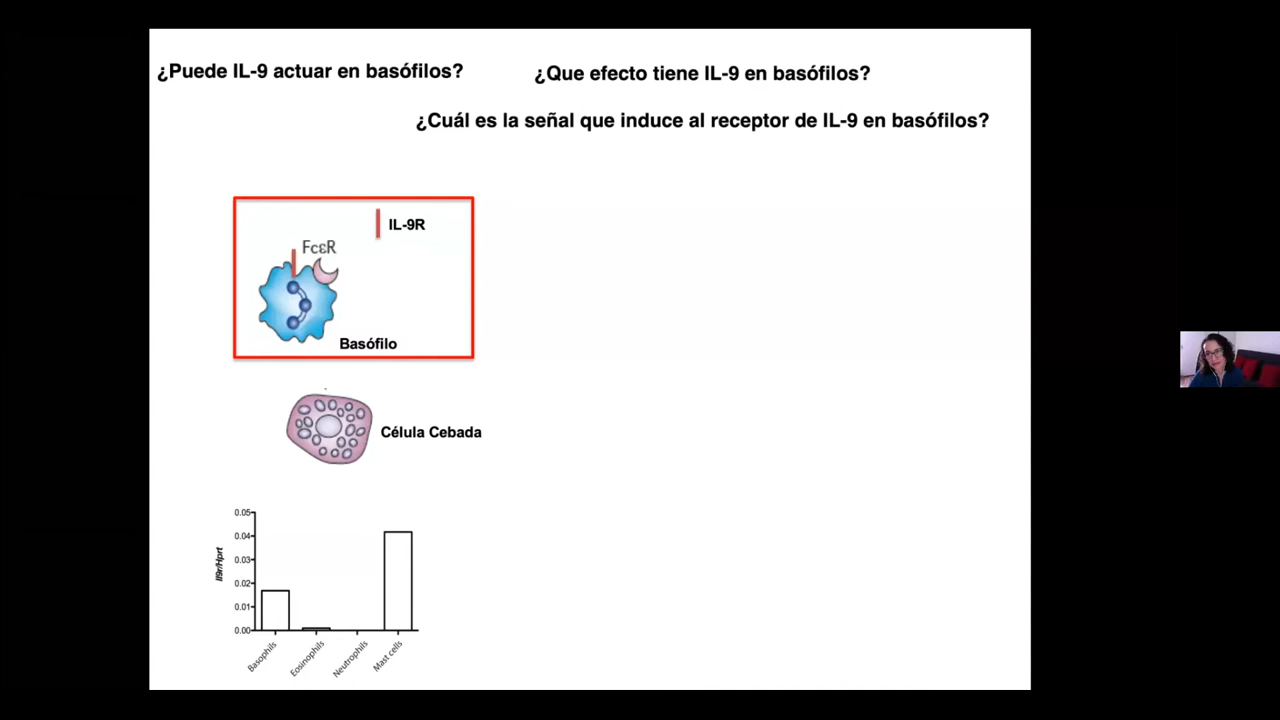 ¿Puede IL-9 actuar en basófilos?
¿Que efecto tiene IL-9 en basófilos?
¿Cuál es la señal que induce al receptor de IL-9 en basófilos?
IL-9R
FcεR
Basófilo
Célula Cebada
0.05
0.04
0.03
0.02
0.01
0.00
Il9r/Hprt
Basophils
Eosinophils
Neutrophils
Mast cells